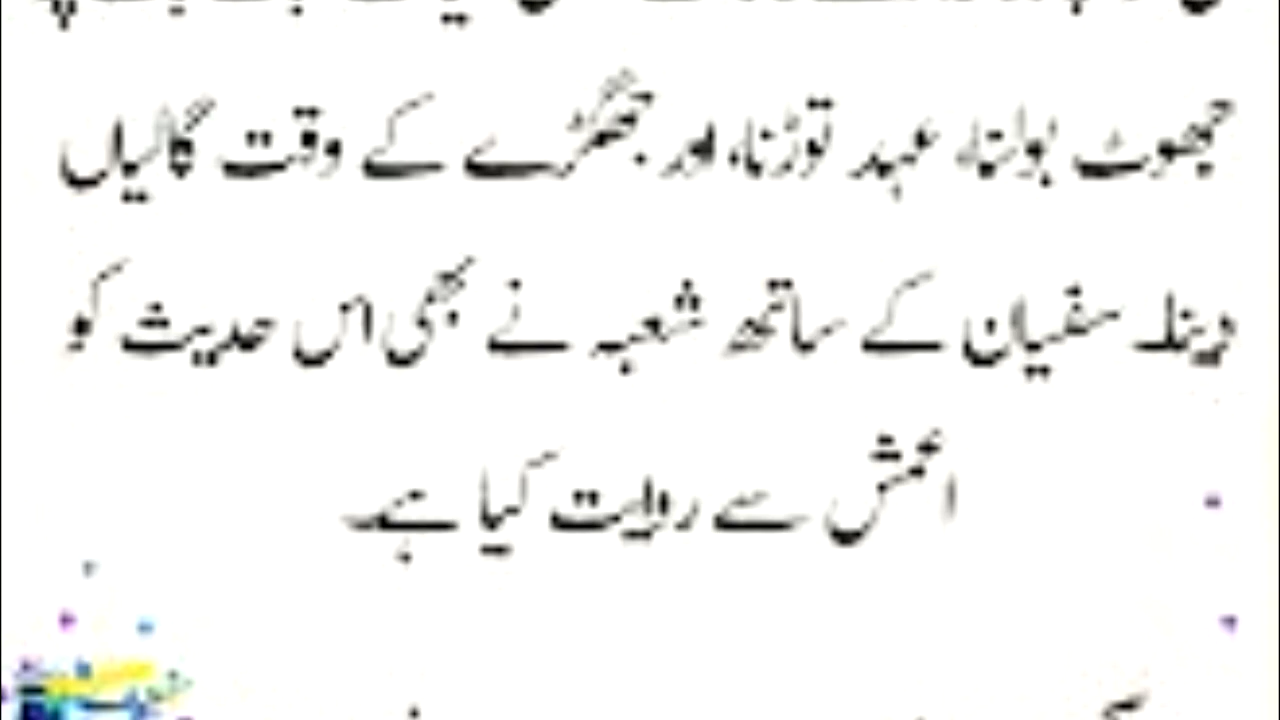 جھوٹ بولنا، عہد توڑنا، اور جھگڑے کے وقت گالیاں
دینا۔ سفیان کے ساتھ شعبہ نے بھی اس حدیث کو
اعمش سے روایت کیا ہے۔